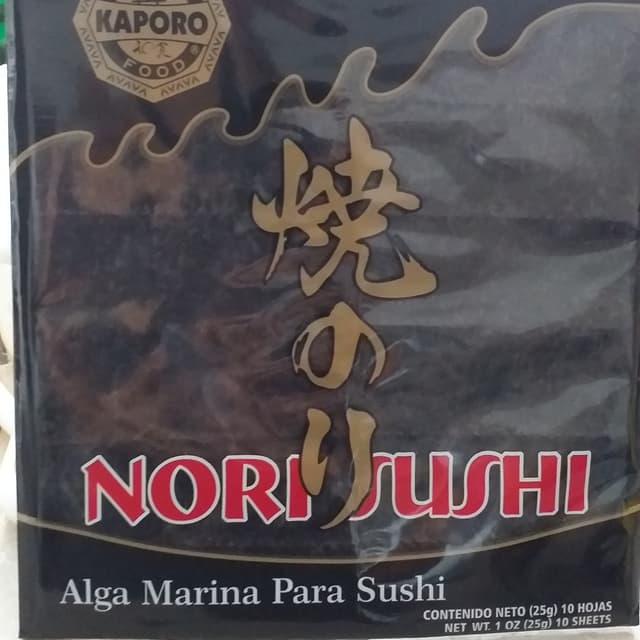 KAPORO
FOOD®
焼のり
NORI SUSHI
Alga Marina Para Sushi
CONTENIDO NETO (25g) 10 HOJAS
NET WT. 1 OZ (25g) 10 SHEETS